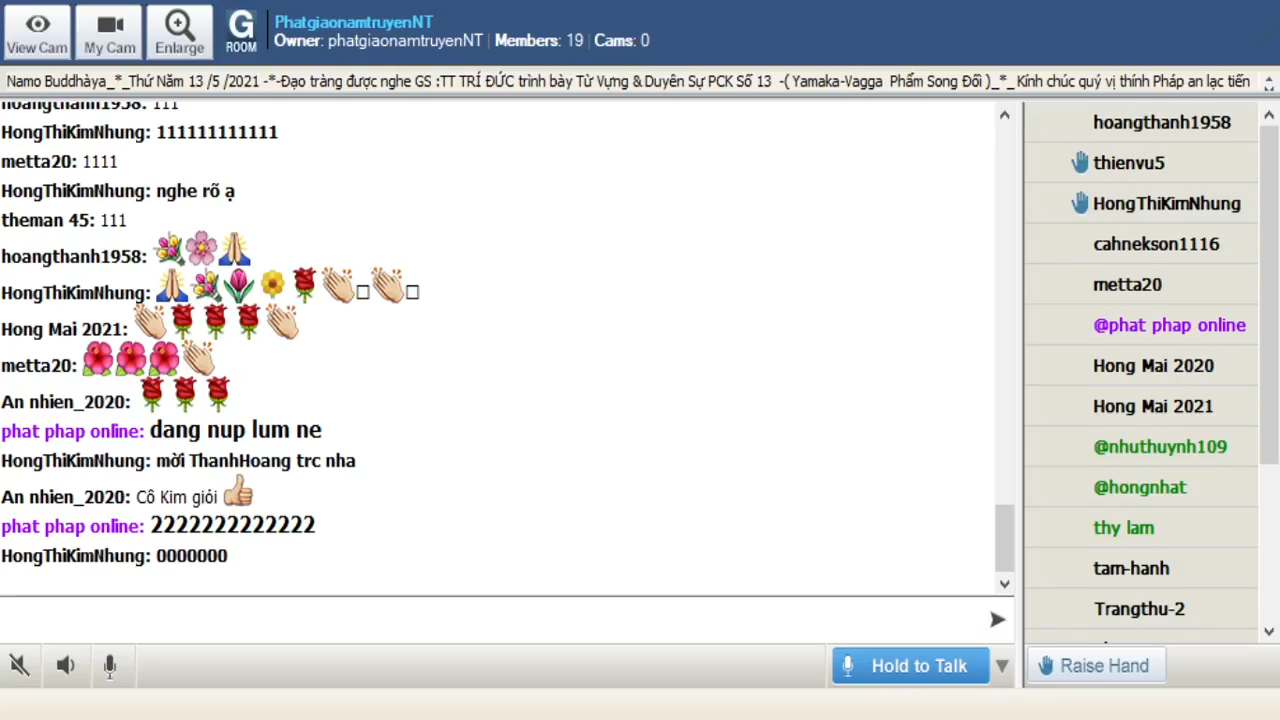 View Cam
My Cam
Enlarge
G
ROOM
PhatgiaonamtruyenNT
Owner: phatgiaonamtruyenNT | Members: 19 | Cams: 0
Namo Buddhàya_*_Thứ Năm 13 /5 /2021 -*-Đạo tràng được nghe GS :TT TRÍ ĐỨC trình bày Từ Vựng & Duyên Sự PCK Số 13 -( Yamaka-Vagga Phẩm Song Đối )_*_ Kính chúc quý vị thính Pháp an lạc tiến
hoangthanh1958: 111
HongThiKimNhung: 111111111111
metta20: 1111
HongThiKimNhung: nghe rõ ạ
theman 45: 111
hoangthanh1958: 💐🌸🙏
HongThiKimNhung: 🙏💐🌷🌼🌹👏□👏□
Hong Mai 2021: 👏🌹🌹🌹👏
metta20: 🌺🌺🌺👏
An nhien_2020: 🌹🌹🌹
phat phap online: dang nup lum ne
HongThiKimNhung: mời ThanhHoang trc nha
An nhien_2020: Cô Kim giỏi 👍
phat phap online: 2222222222222
HongThiKimNhung: 0000000
hoangthanh1958
thienvu5
HongThiKimNhung
cahnekson1116
metta20
@phat phap online
Hong Mai 2020
Hong Mai 2021
@nhuthuynh109
@hongnhat
thy lam
tam-hanh
Trangthu-2
Hold to Talk
Raise Hand